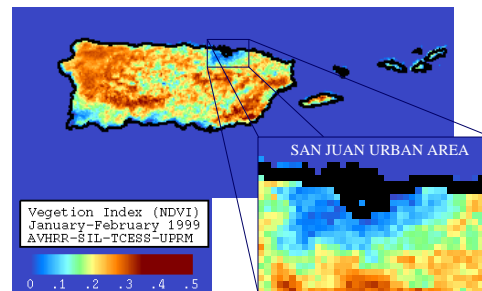 SAN JUAN URBAN AREA
Vegetion Index (NDVI)
January-February 1999
AVHRR-SIL-TCESS-UPRM
0 .1 .2 .3 .4 .5